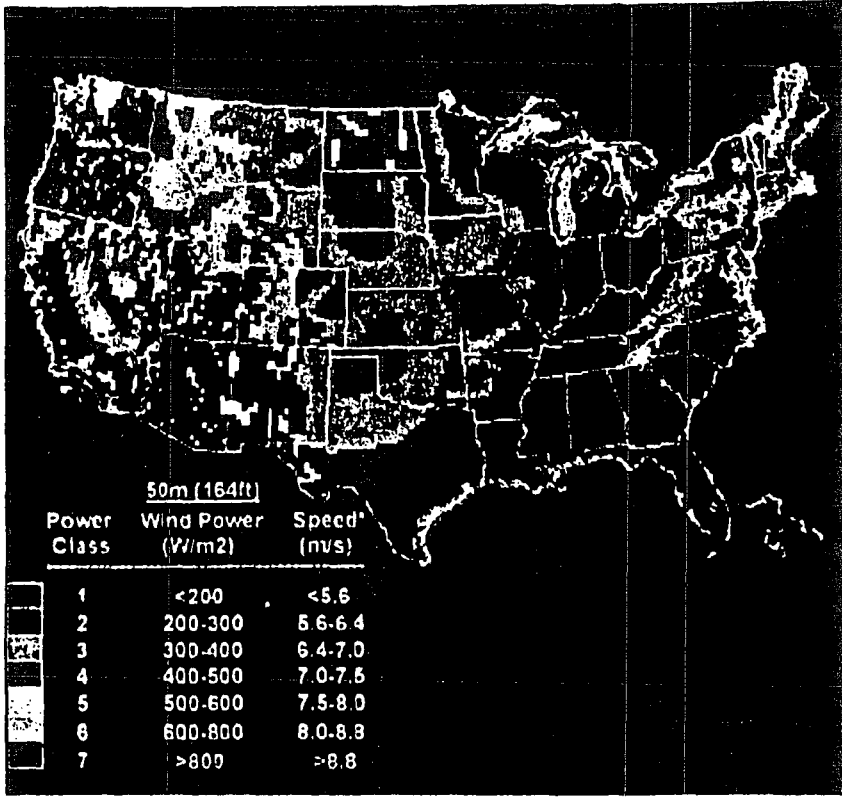 50m (164ft)
Power Wind Power Speed*
Class (W/m2) (m/s)
1 <200 <5.6
2 200-300 5.6-6.4
3 300-400 6.4-7.0
4 400-500 7.0-7.5
5 500-600 7.5-8.0
6 600-800 8.0-8.8
7 >800 >8.8